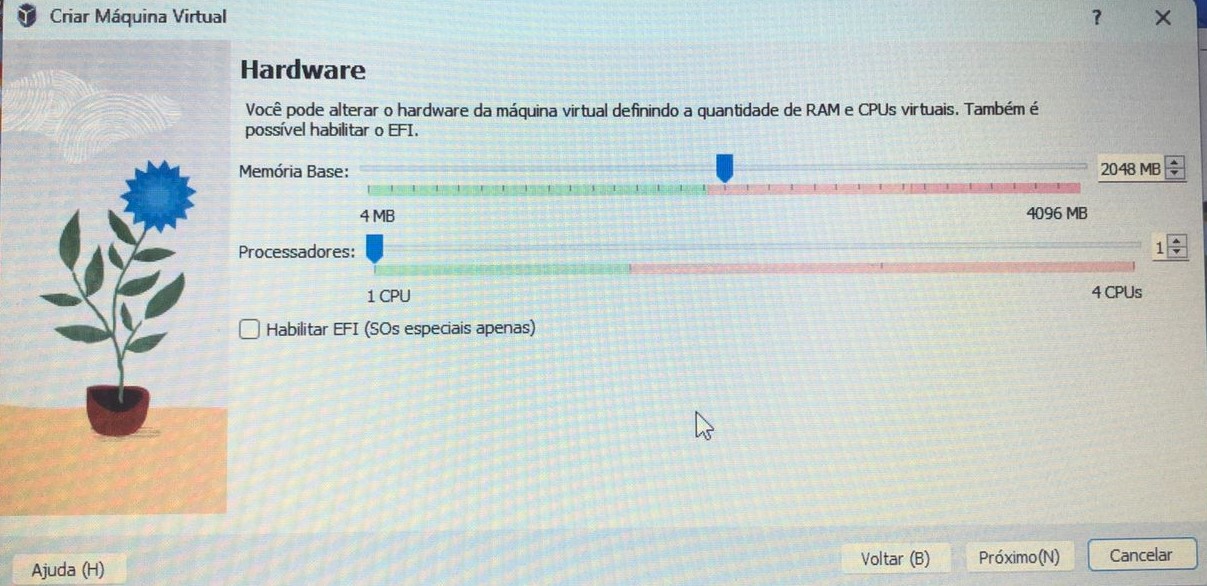 Criar Máquina Virtual
?
Hardware
Você pode alterar o hardware da máquina virtual definindo a quantidade de RAM e CPUs virtuais. Também é
possível habilitar o EFI.
Memória Base:
2048 MB
4 MB
4096 MB
Processadores:
1
1 CPU
4 CPUs
Habilitar EFI (SOs especiais apenas)
Ajuda (H)
Voltar (B)
Próximo(N)
Cancelar